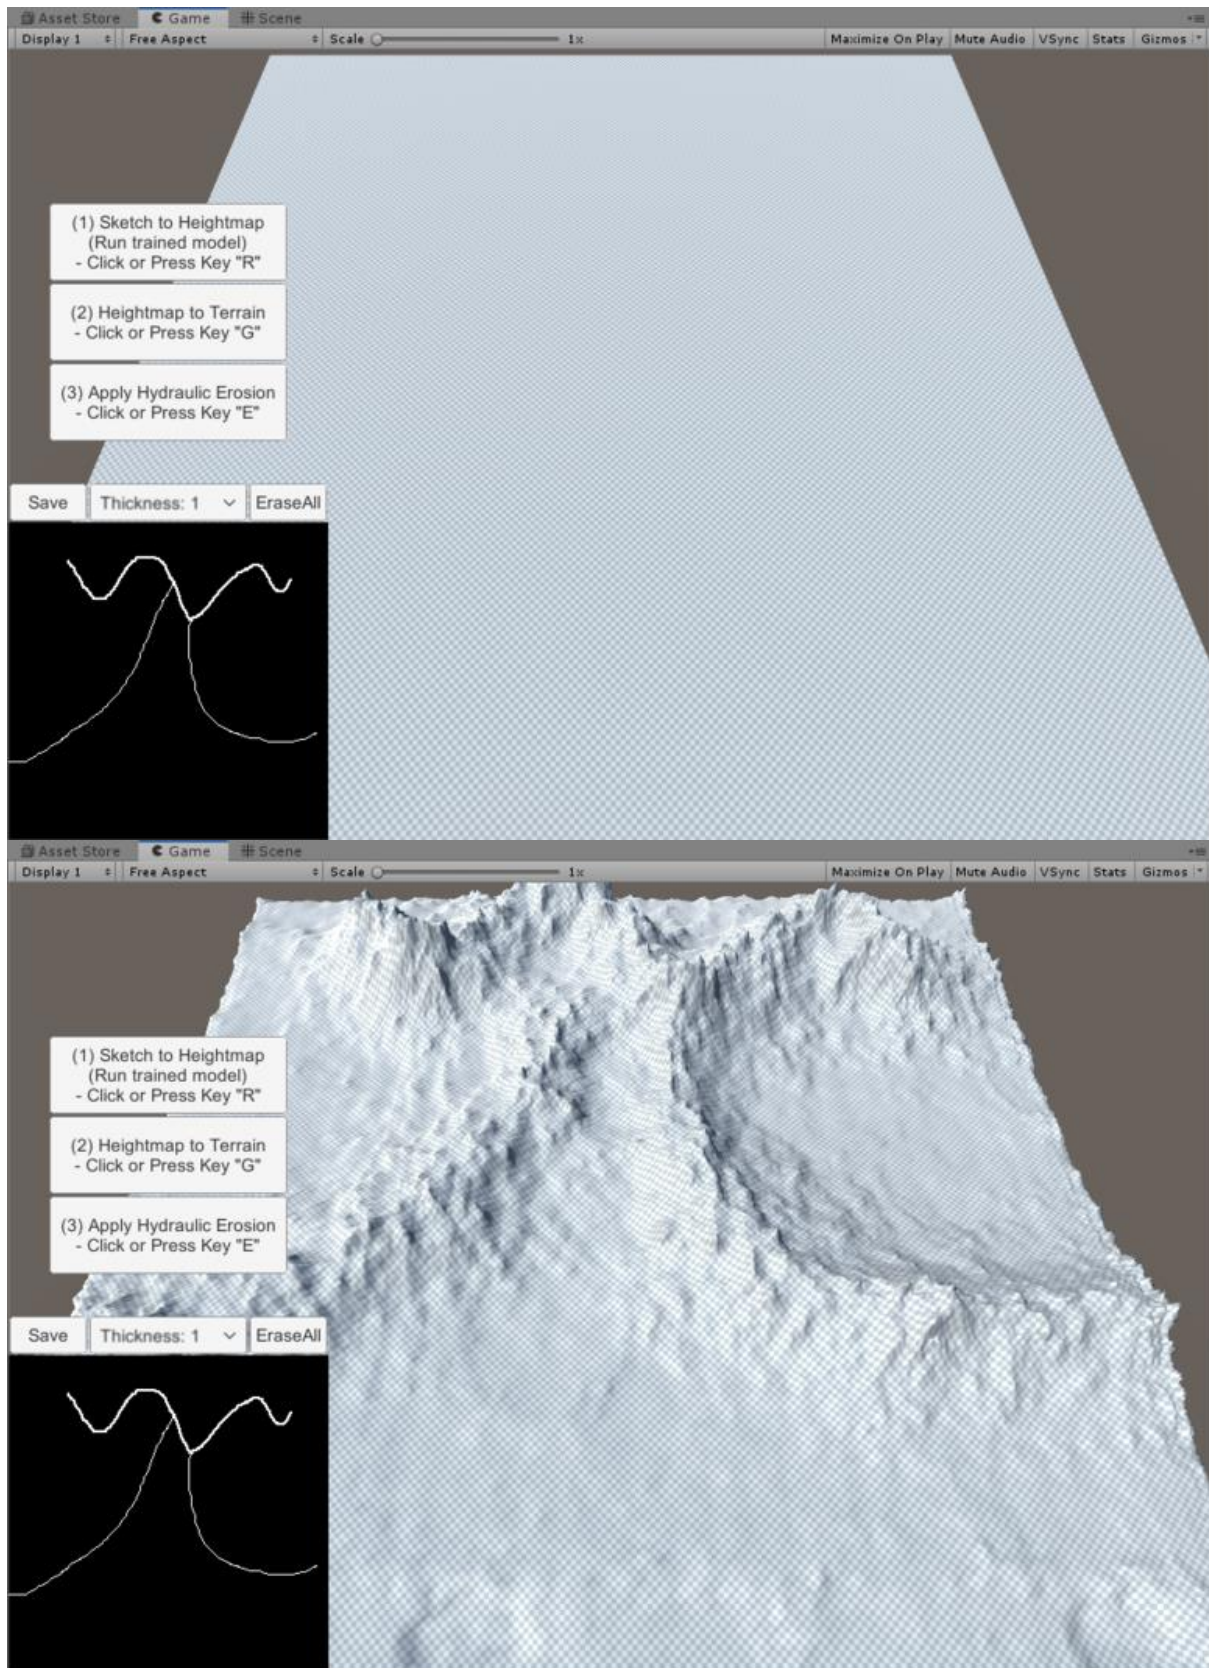 Asset Store Game Scene
Display 1 Free Aspect Scale 1x Maximize On Play Mute Audio VSync Stats Gizmos
(1) Sketch to Heightmap
(Run trained model)
- Click or Press Key "R"
(2) Heightmap to Terrain
- Click or Press Key "G"
(3) Apply Hydraulic Erosion
- Click or Press Key "E"
Save Thickness: 1 EraseAll
Asset Store Game Scene
Display 1 Free Aspect Scale 1x Maximize On Play Mute Audio VSync Stats Gizmos
(1) Sketch to Heightmap
(Run trained model)
- Click or Press Key "R"
(2) Heightmap to Terrain
- Click or Press Key "G"
(3) Apply Hydraulic Erosion
- Click or Press Key "E"
Save Thickness: 1 EraseAll